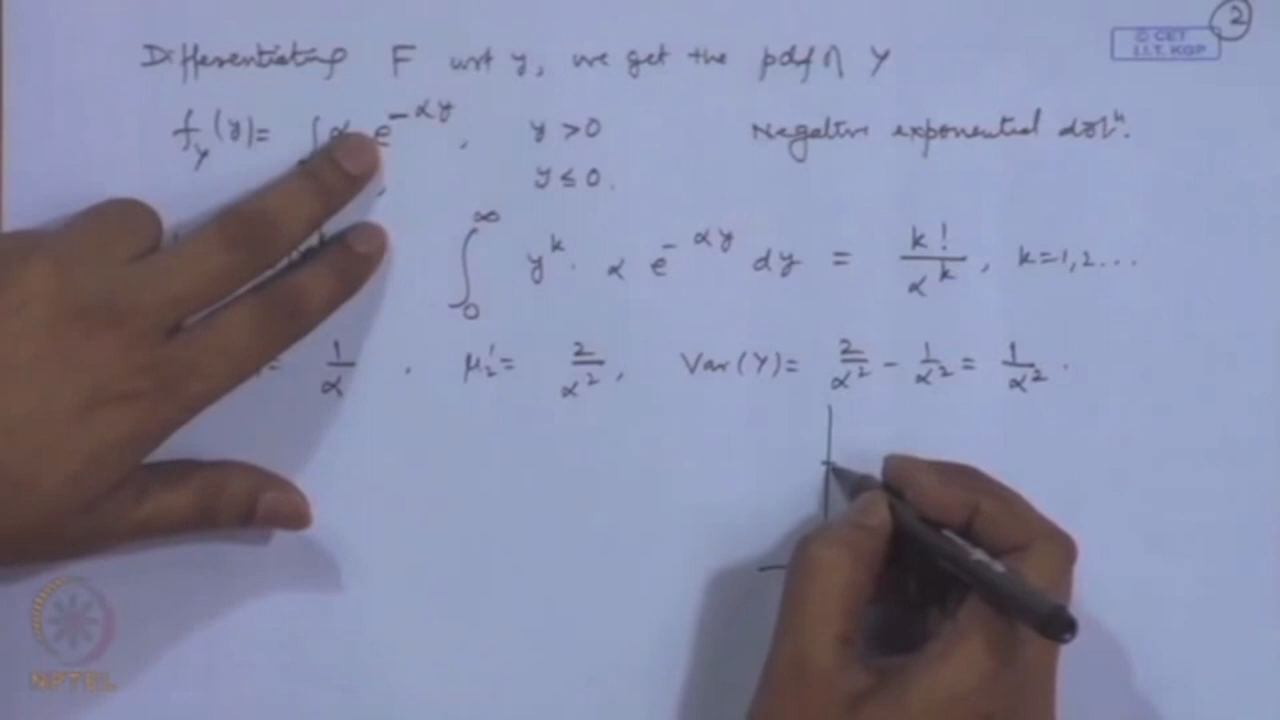 2
© CET
I.I.T. KGP
Differentiating F wrt y, we get the pdf of Y
f_Y(y) = { α e^{-αy}, y > 0 Negative exponential distn.
, y ≤ 0.
∫_0^∞ y^k · α e^{-αy} dy = k!/α^k, k=1,2...
= 1/α . μ_2' = 2/α^2, Var(Y) = 2/α^2 - 1/α^2 = 1/α^2.
NPTEL